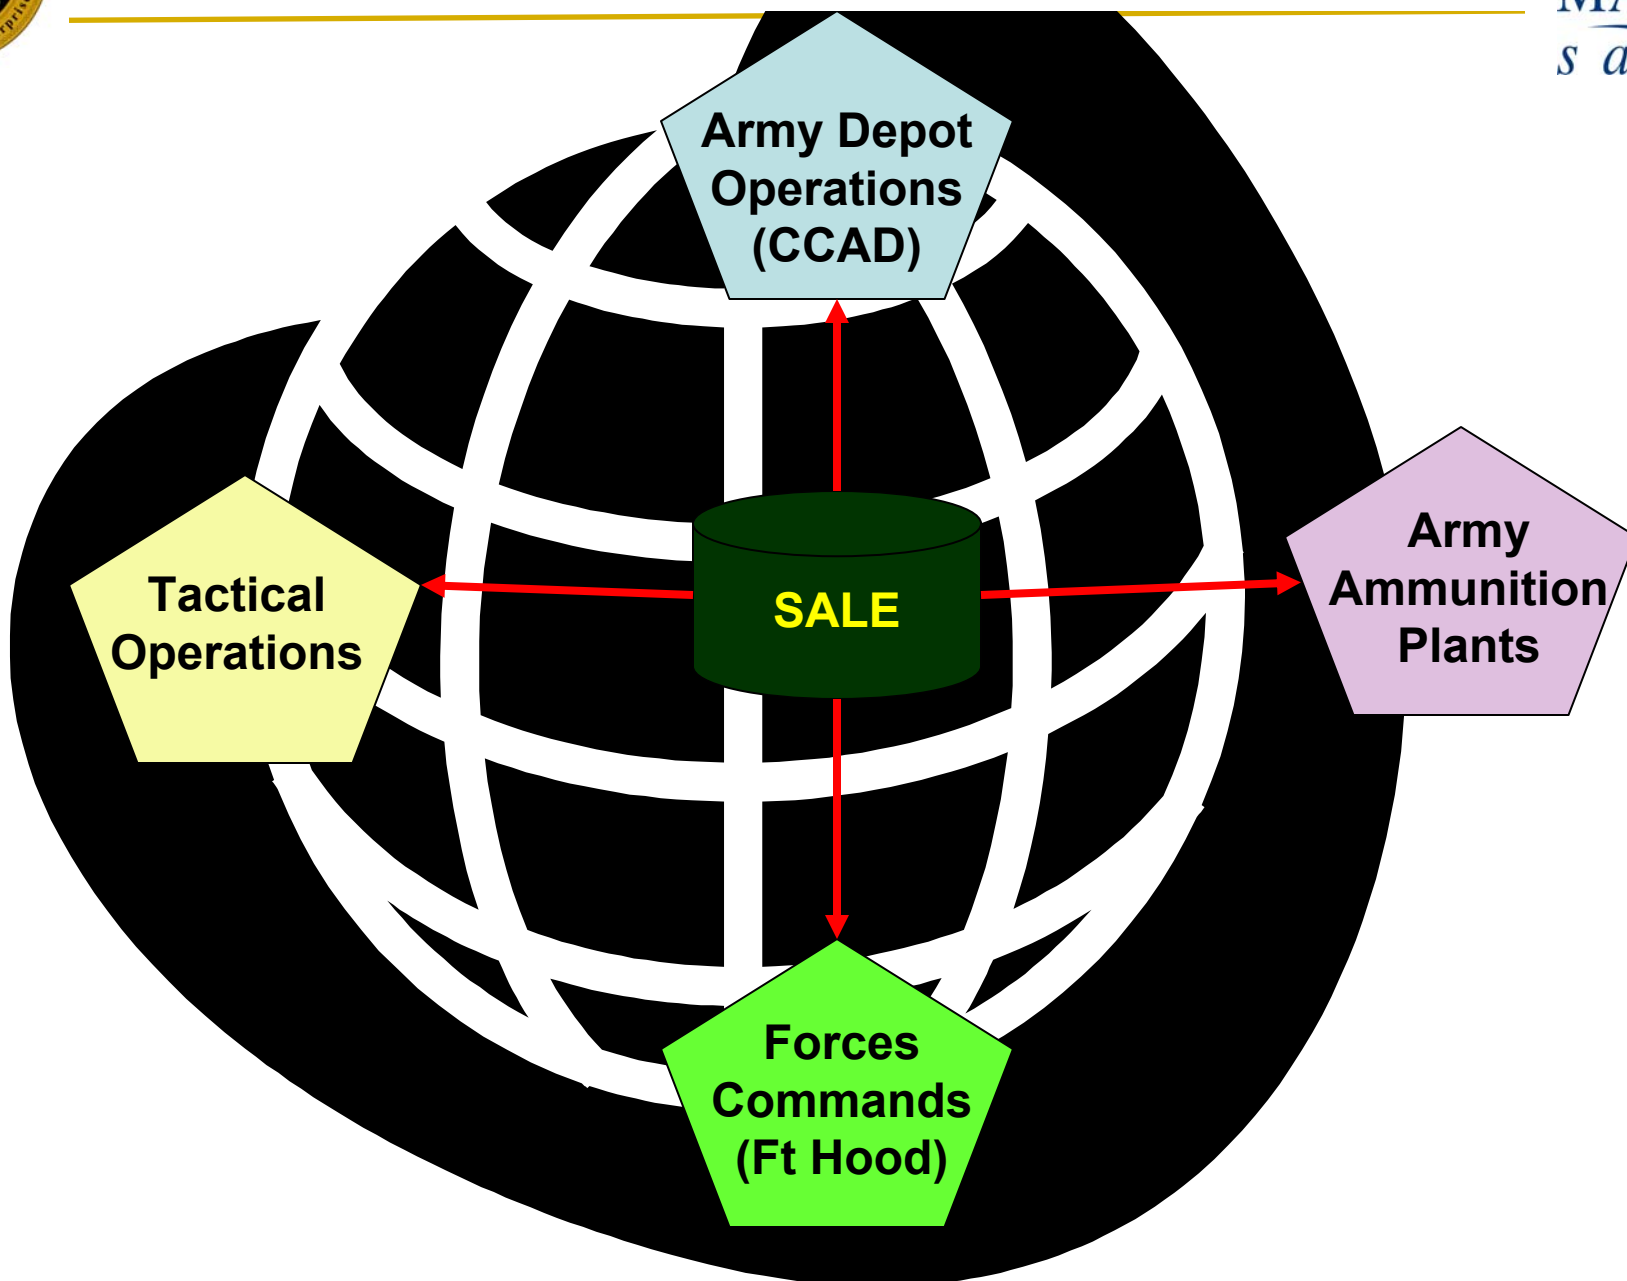 Army Depot
Operations
(CCAD)
Army
Ammunition
Plants
Tactical
Operations
SALE
Forces
Commands
(Ft Hood)